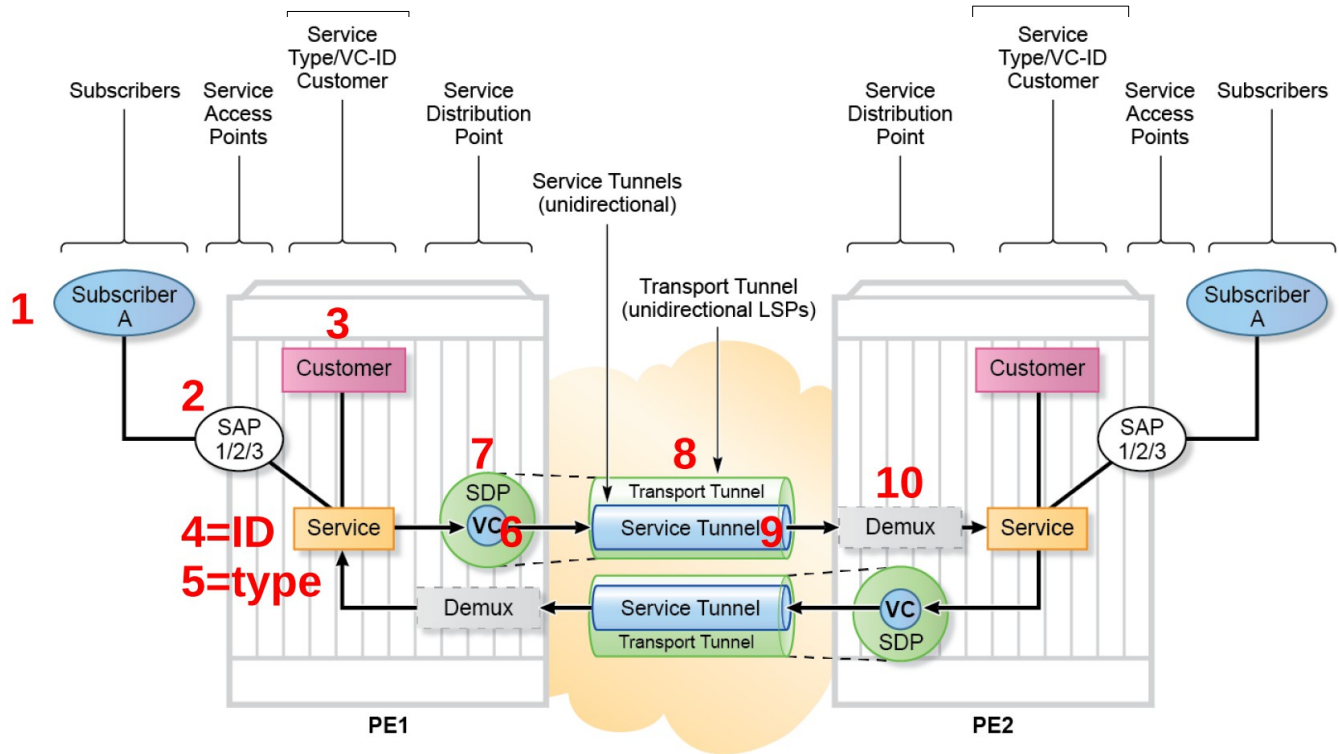 Subscribers
Service
Access
Points
Service
Type/VC-ID
Customer
Service
Distribution
Point
Service Tunnels
(unidirectional)
Transport Tunnel
(unidirectional LSPs)
Service
Distribution
Point
Service
Type/VC-ID
Customer
Service
Access
Points
Subscribers
1
Subscriber
A
2
SAP
1/2/3
3
Customer
4=ID
5=type
Service
7
SDP
VC
6
8
Transport Tunnel
Service Tunnel
9
10
Demux
Service
Customer
SAP
1/2/3
Subscriber
A
Demux
Service Tunnel
Transport Tunnel
VC
SDP
PE1
PE2